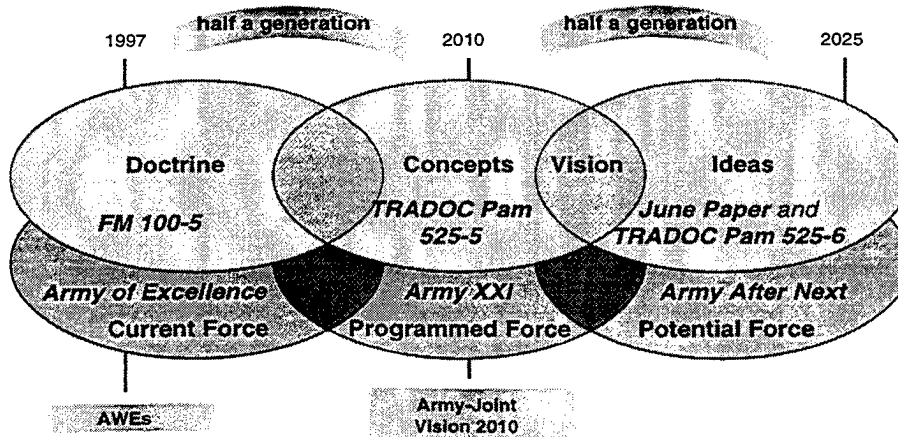 half a generation
half a generation
1997
2010
2025
Doctrine
Concepts
Vision
Ideas
FM 100-5
TRADOC Pam
525-5
June Paper and
TRADOC Pam 525-6
Army of Excellence
Army XXI
Army After Next
Current Force
Programmed Force
Potential Force
AWEs
Army-Joint
Vision 2010